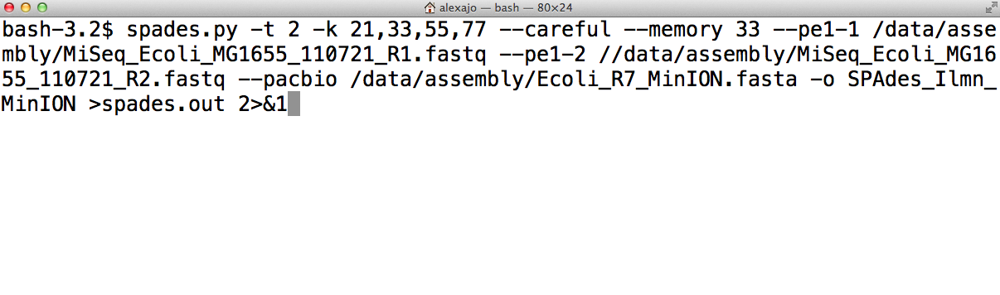 alexajo — bash — 80×24
bash-3.2$ spades.py -t 2 -k 21,33,55,77 --careful --memory 33 --pe1-1 /data/asse
mbly/MiSeq_Ecoli_MG1655_110721_R1.fastq --pe1-2 //data/assembly/MiSeq_Ecoli_MG16
55_110721_R2.fastq --pacbio /data/assembly/Ecoli_R7_MinION.fasta -o SPAdes_Ilmn_
MinION >spades.out 2>&1